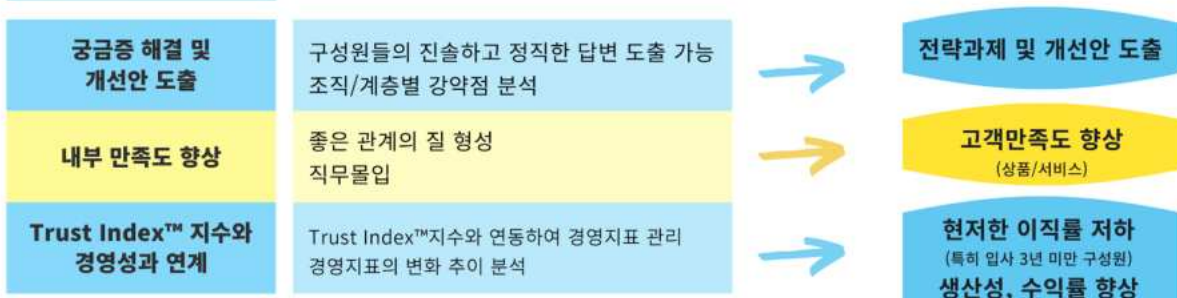 궁금증 해결 및
개선안 도출
구성원들의 진솔하고 정직한 답변 도출 가능
조직/계층별 강약점 분석
전략과제 및 개선안 도출
내부 만족도 향상
좋은 관계의 질 형성
직무몰입
고객만족도 향상
(상품/서비스)
Trust Index™ 지수와
경영성과 연계
Trust Index™지수와 연동하여 경영지표 관리
경영지표의 변화 추이 분석
현저한 이직률 저하
(특히 입사 3년 미만 구성원)
생산성, 수익률 향상